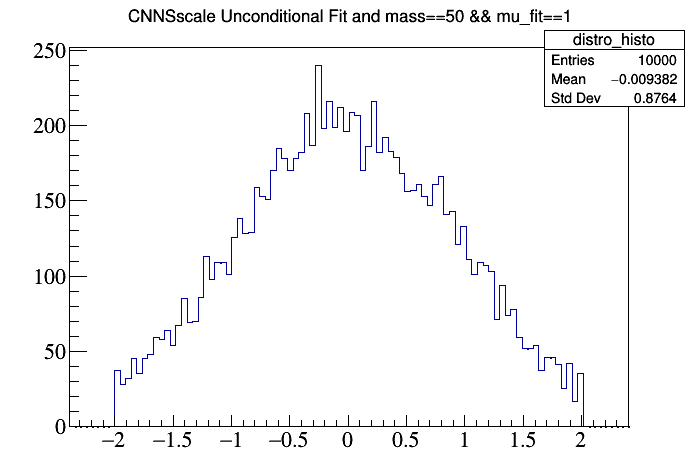 CNNSscale Unconditional Fit and mass==50 && mu_fit==1
distro_histo
Entries 10000
Mean −0.009382
Std Dev 0.8764
250
200
150
100
50
0
−2 −1.5 −1 −0.5 0 0.5 1 1.5 2